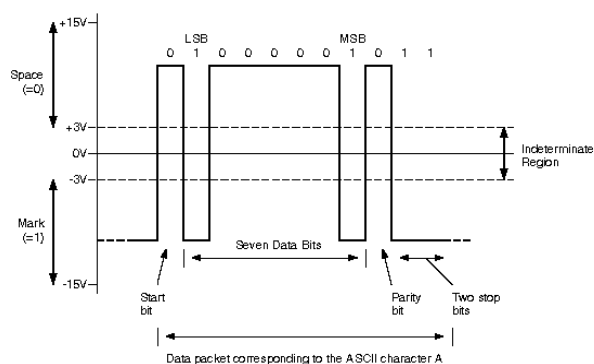 +15V
LSB MSB
0 1 0 0 0 0 0 1 0 1 1
Space
(=0)
+3V
0V
-3V
Indeterminate
Region
Mark
(=1)
Seven Data Bits
-15V
Start
bit
Parity
bit
Two stop
bits
Data packet corresponding to the ASCII character A